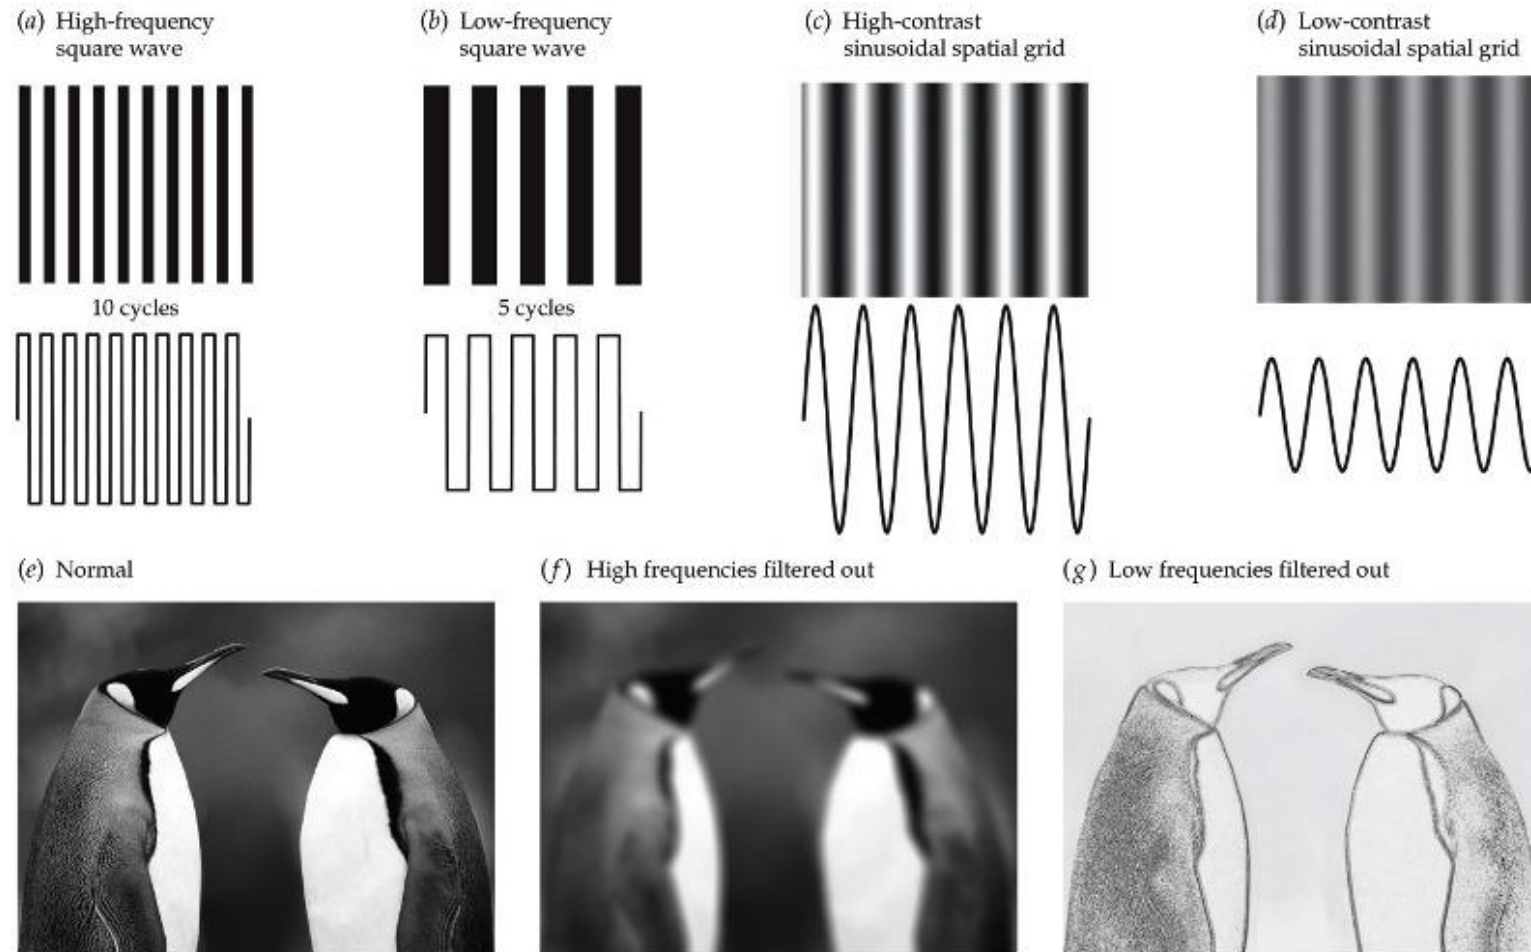 (a) High-frequency
square wave
(b) Low-frequency
square wave
(c) High-contrast
sinusoidal spatial grid
(d) Low-contrast
sinusoidal spatial grid
10 cycles
5 cycles
(e) Normal
(f) High frequencies filtered out
(g) Low frequencies filtered out